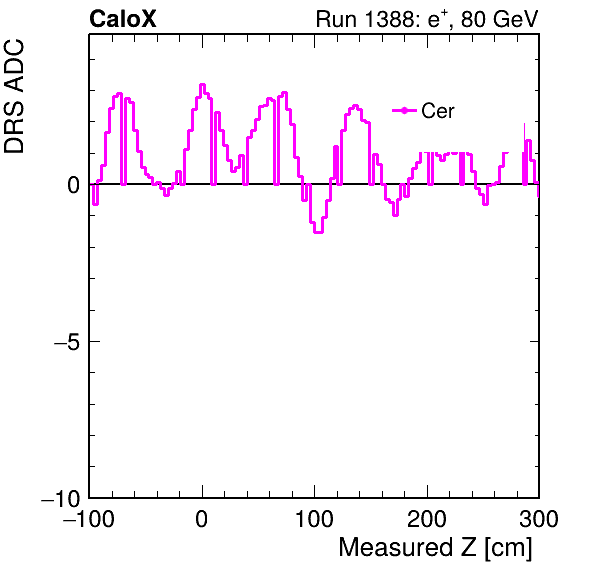 CaloX
Run 1388: e⁺, 80 GeV
DRS ADC
Cer
0
−5
−10
−100 0 100 200 300
Measured Z [cm]